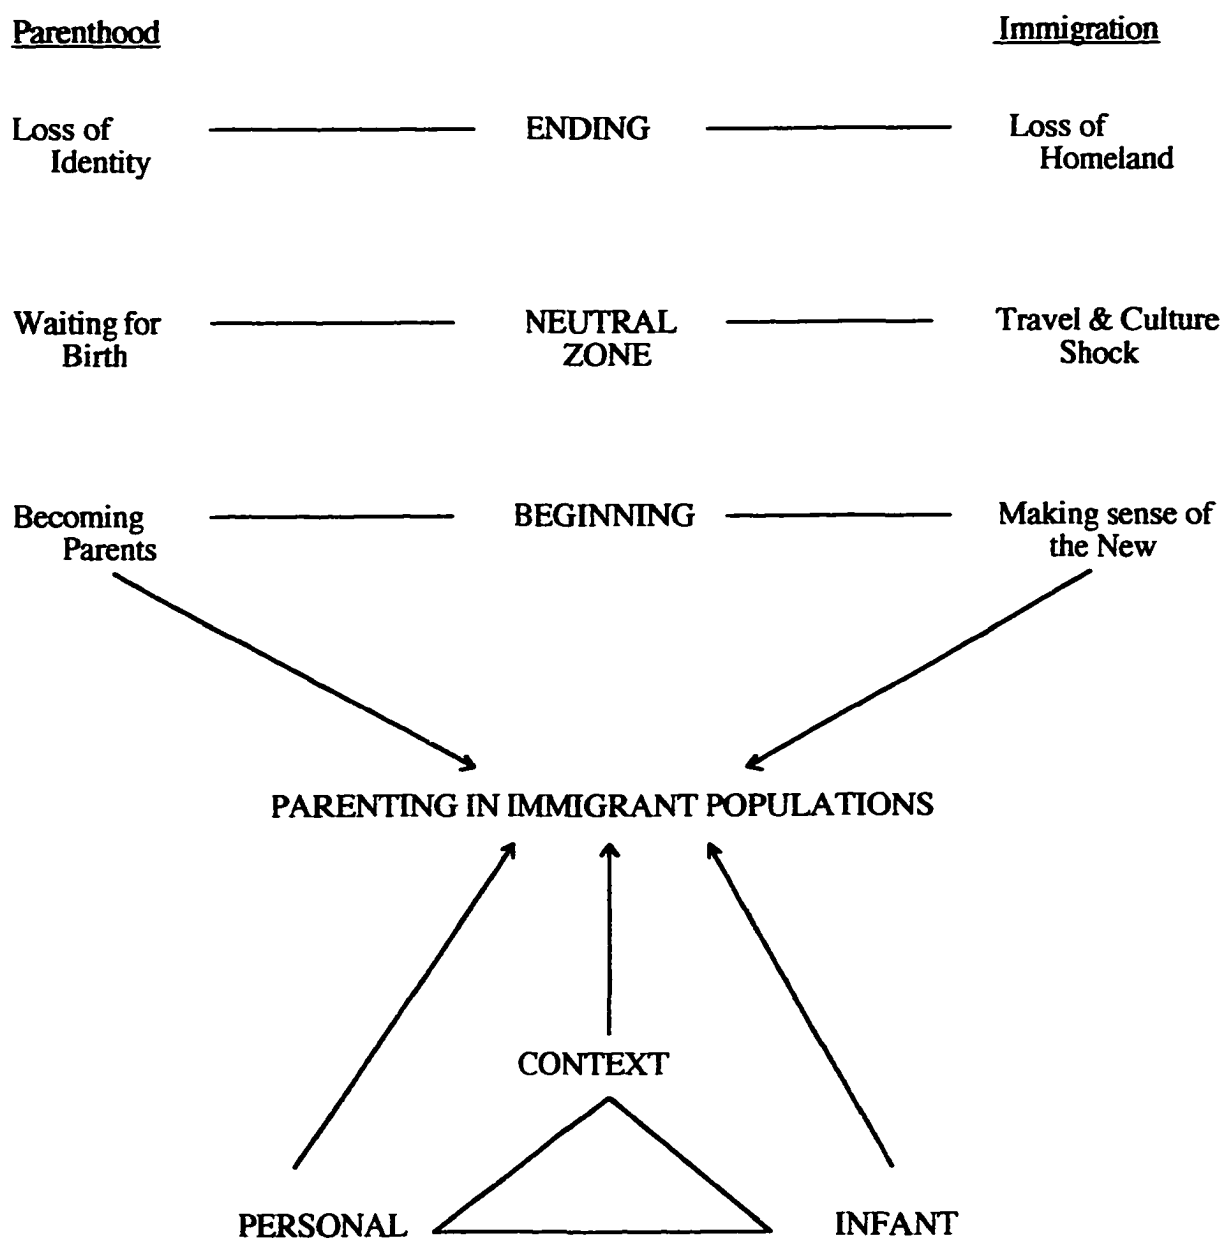 Parenthood
Immigration
Loss of
Identity
ENDING
Loss of
Homeland
Waiting for
Birth
NEUTRAL
ZONE
Travel & Culture
Shock
Becoming
Parents
BEGINNING
Making sense of
the New
PARENTING IN IMMIGRANT POPULATIONS
CONTEXT
PERSONAL
INFANT